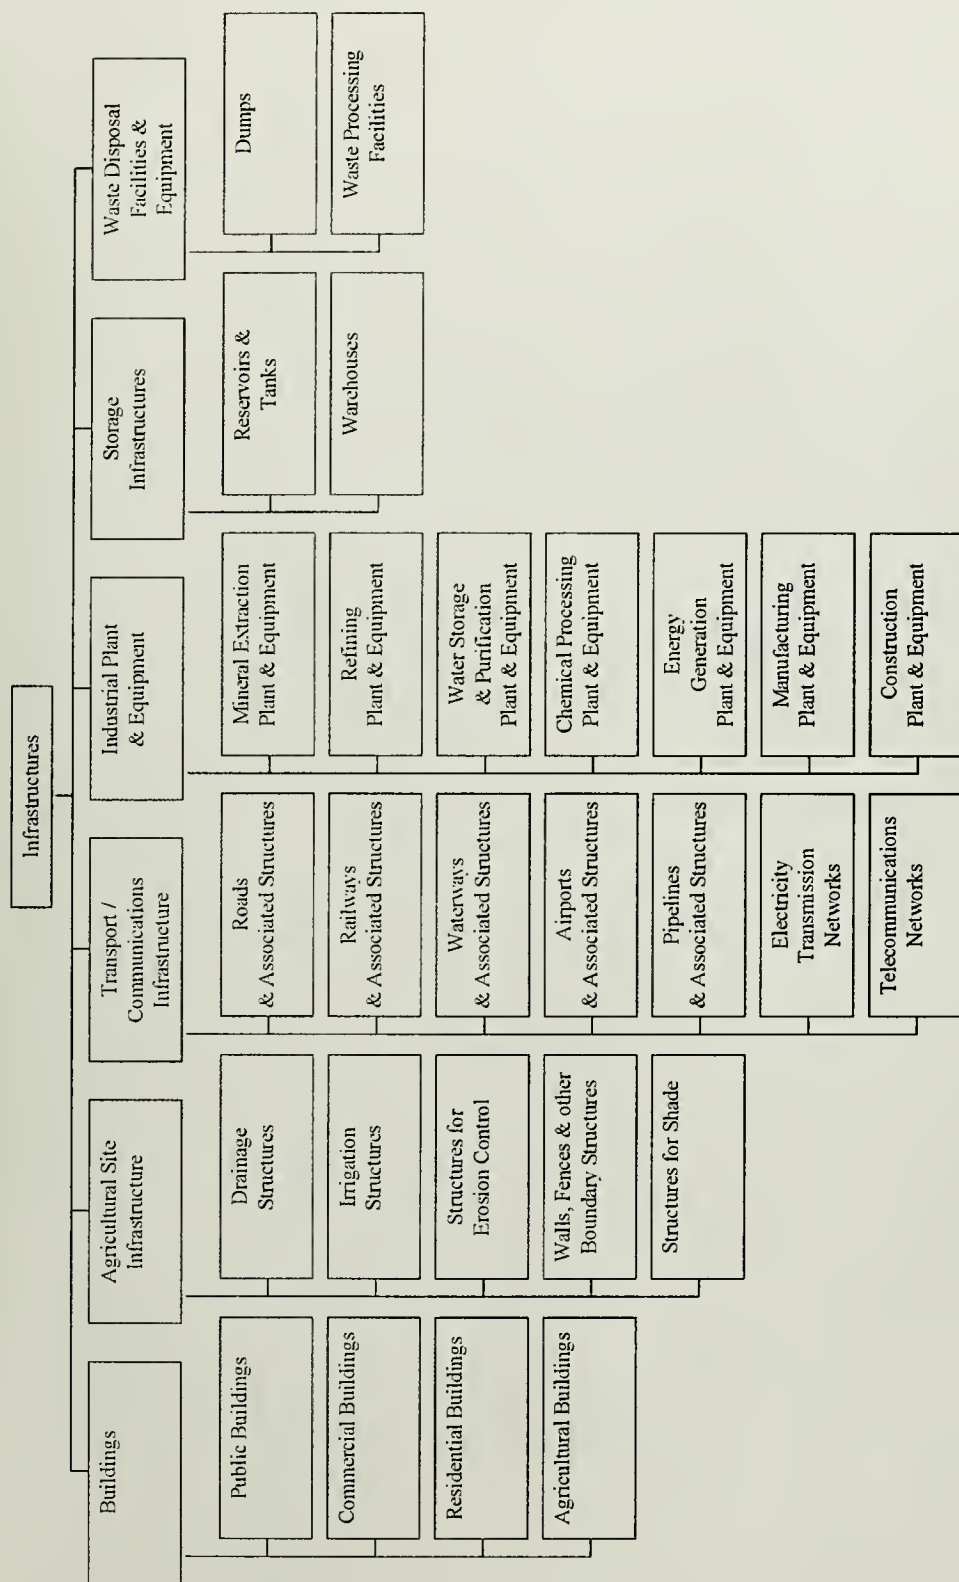 Infrastructures
Buildings
Agricultural Site
Infrastructure
Transport /
Communications
Infrastructure
Industrial Plant
& Equipment
Storage
Infrastructures
Waste Disposal
Facilities &
Equipment
Public Buildings
Commercial Buildings
Residential Buildings
Agricultural Buildings
Drainage
Structures
Irrigation
Structures
Structures for
Erosion Control
Walls, Fences & other
Boundary Structures
Structures for Shade
Roads
& Associated Structures
Railways
& Associated Structures
Waterways
& Associated Structures
Airports
& Associated Structures
Pipelines
& Associated Structures
Electricity
Transmission
Networks
Telecommunications
Networks
Mineral Extraction
Plant & Equipment
Refining
Plant & Equipment
Water Storage
& Purification
Plant & Equipment
Chemical Processing
Plant & Equipment
Energy
Generation
Plant & Equipment
Manufacturing
Plant & Equipment
Construction
Plant & Equipment
Reservoirs &
Tanks
Warehouses
Dumps
Waste Processing
Facilities